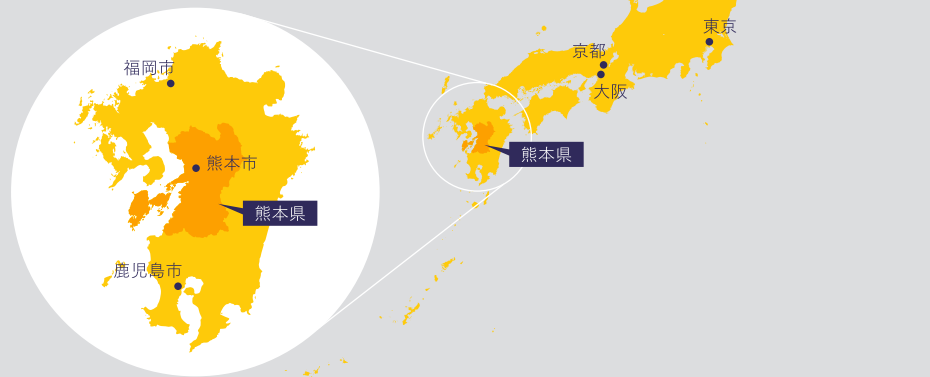 福岡市
熊本市
熊本県
鹿児島市
東京
京都
大阪
熊本県